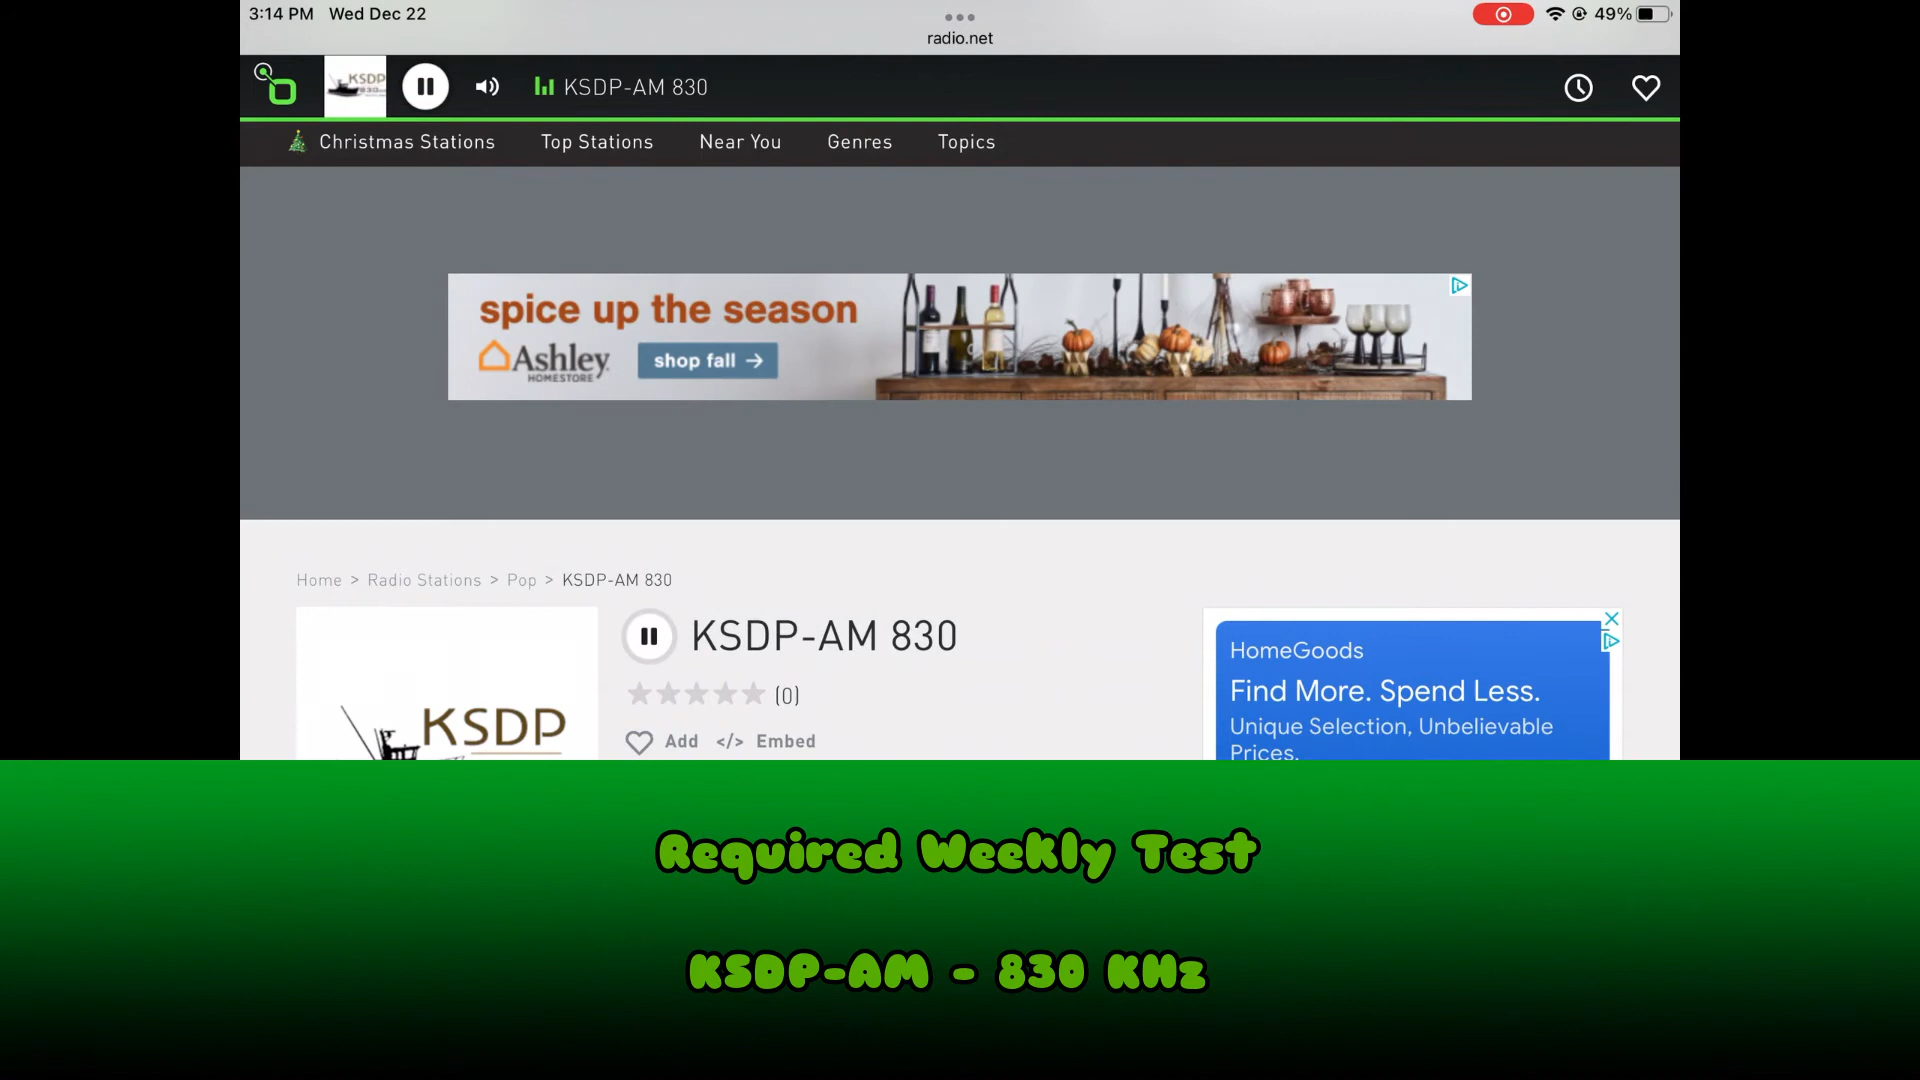 3:14 PM Wed Dec 22
radio.net
49%
KSDP
830
KSDP-AM 830
Christmas Stations Top Stations Near You Genres Topics
spice up the season
Ashley
HOMESTORE
shop fall →
Home > Radio Stations > Pop > KSDP-AM 830
KSDP-AM 830
(0)
Add </> Embed
KSDP
HomeGoods
Find More. Spend Less.
Unique Selection, Unbelievable
Prices.
Required Weekly Test
KSDP-AM - 830 KHz